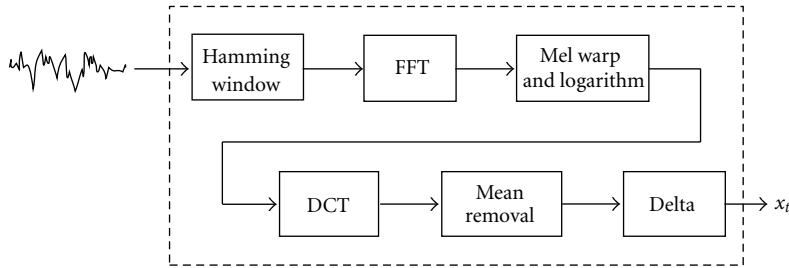 Hamming
window
FFT
Mel warp
and logarithm
DCT
Mean
removal
Delta
x_t